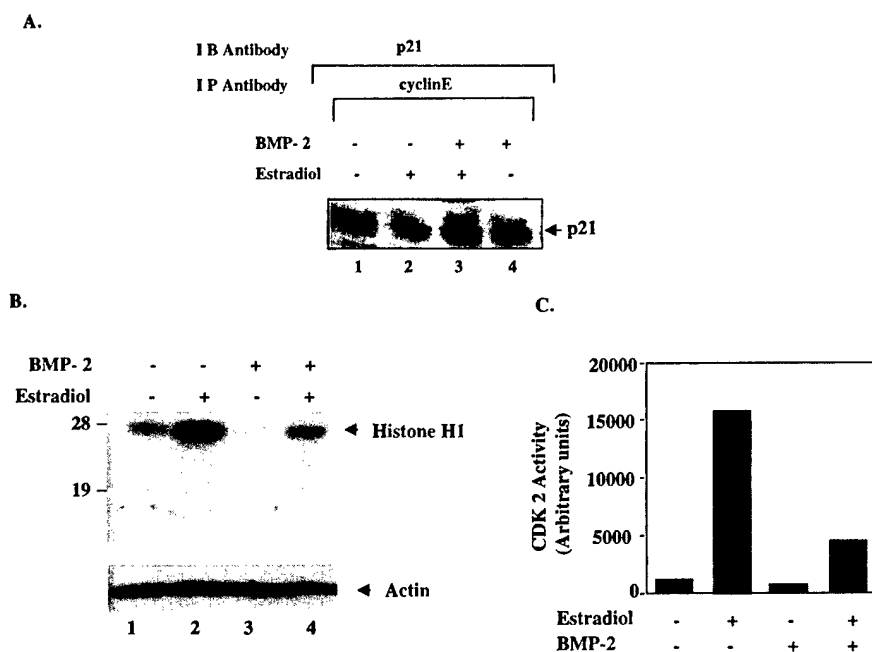 A.
I B Antibody p21
I P Antibody cyclinE
BMP- 2 - - + +
Estradiol - + + -
p21
1 2 3 4
B.
BMP- 2 - - + +
Estradiol - + - +
28
Histone H1
19
Actin
1 2 3 4
C.
20000
15000
10000
5000
0
CDK 2 Activity
(Arbitrary units)
Estradiol - + - +
BMP-2 - - + +